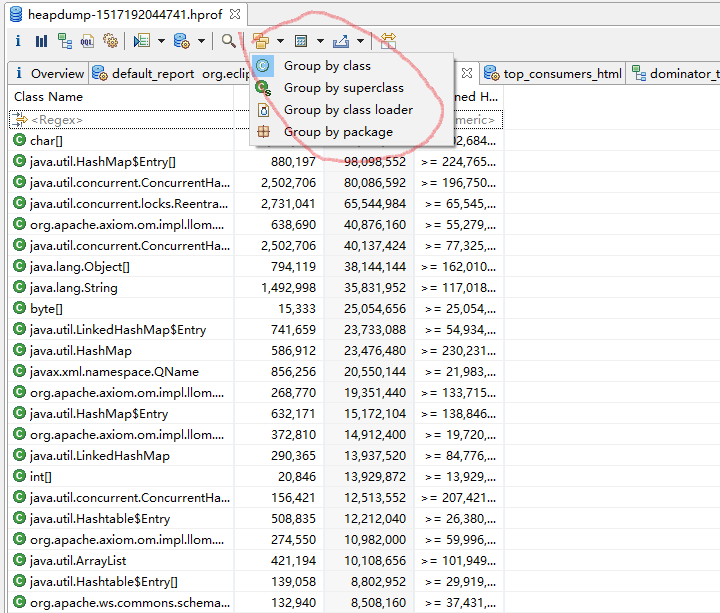 heapdump-1517192044741.hprof
i
OQL
i Overview default_report org.eclip top_consumers_html dominator_t
Group by class
Group by superclass
Group by class loader
Group by package
Class Name ned H...
<Regex> meric>
char[] 02,684...
java.util.HashMap$Entry[] 880,197 98,098,552 >= 224,765...
java.util.concurrent.ConcurrentHa... 2,502,706 80,086,592 >= 196,750...
java.util.concurrent.locks.Reentra... 2,731,041 65,544,984 >= 65,545,...
org.apache.axiom.om.impl.llom.... 638,690 40,876,160 >= 55,279,...
java.util.concurrent.ConcurrentHa... 2,502,706 40,137,424 >= 77,325,...
java.lang.Object[] 794,119 38,144,144 >= 162,010...
java.lang.String 1,492,998 35,831,952 >= 117,018...
byte[] 15,333 25,054,656 >= 25,054,...
java.util.LinkedHashMap$Entry 741,659 23,733,088 >= 54,934,...
java.util.HashMap 586,912 23,476,480 >= 230,231...
javax.xml.namespace.QName 856,256 20,550,144 >= 21,983,...
org.apache.axiom.om.impl.llom.... 268,770 19,351,440 >= 133,715...
java.util.HashMap$Entry 632,171 15,172,104 >= 138,846...
org.apache.axiom.om.impl.llom.... 372,810 14,912,400 >= 19,720,...
java.util.LinkedHashMap 290,365 13,937,520 >= 84,776,...
int[] 20,846 13,929,872 >= 13,929,...
java.util.concurrent.ConcurrentHa... 156,421 12,513,552 >= 207,421...
java.util.Hashtable$Entry 508,835 12,212,040 >= 26,380,...
org.apache.axiom.om.impl.llom.... 274,550 10,982,000 >= 59,996,...
java.util.ArrayList 421,194 10,108,656 >= 101,949...
java.util.Hashtable$Entry[] 139,058 8,802,952 >= 29,919,...
org.apache.ws.commons.schema... 132,940 8,508,160 >= 37,431,...